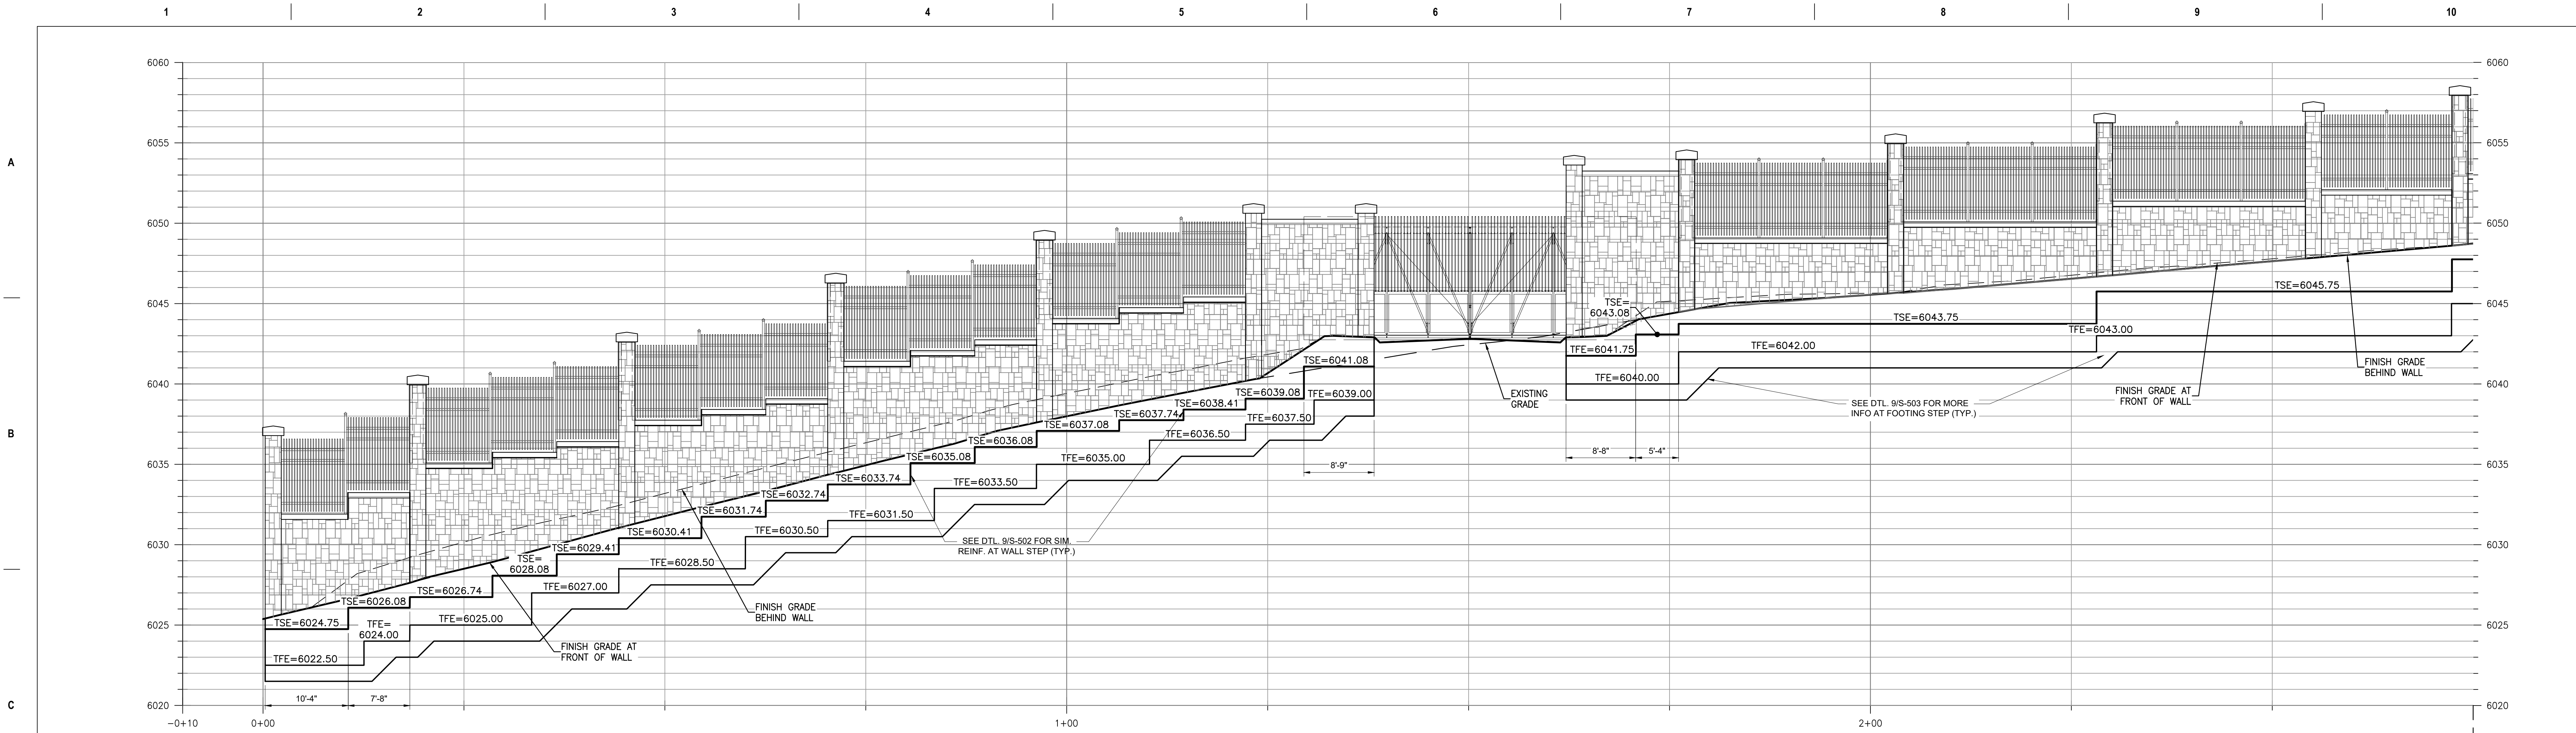 1 2 3 4 5 6 7 8 9 10
A
B
C
6060 6060
6055 6055
6050 6050
6045 6045
6040 6040
6035 6035
6030 6030
6025 6025
6020 6020
-0+10 0+00 1+00 2+00
TSE=6024.75
TSE=6026.08
TSE=6026.74
TSE=
6028.08
TSE=6029.41
TSE=6030.41
TSE=6031.74
TSE=6032.74
TSE=6033.74
TSE=6035.08
TSE=6036.08
TSE=6037.08
TSE=6037.74
TSE=6038.41
TSE=6039.08
TSE=6041.08
TSE=
6043.08
TSE=6043.75
TSE=6045.75
TFE=6022.50
TFE=
6024.00
TFE=6025.00
TFE=6027.00
TFE=6028.50
TFE=6030.50
TFE=6031.50
TFE=6033.50
TFE=6035.00
TFE=6036.50
TFE=6037.50
TFE=6039.00
TFE=6041.75
TFE=6040.00
TFE=6042.00
TFE=6043.00
10'-4"
7'-8"
8'-9"
8'-8"
5'-4"
FINISH GRADE AT
FRONT OF WALL
FINISH GRADE
BEHIND WALL
SEE DTL. 9/S-502 FOR SIM.
REINF. AT WALL STEP (TYP.)
EXISTING
GRADE
SEE DTL. 9/S-503 FOR MORE
INFO AT FOOTING STEP (TYP.)
FINISH GRADE AT
FRONT OF WALL
FINISH GRADE
BEHIND WALL